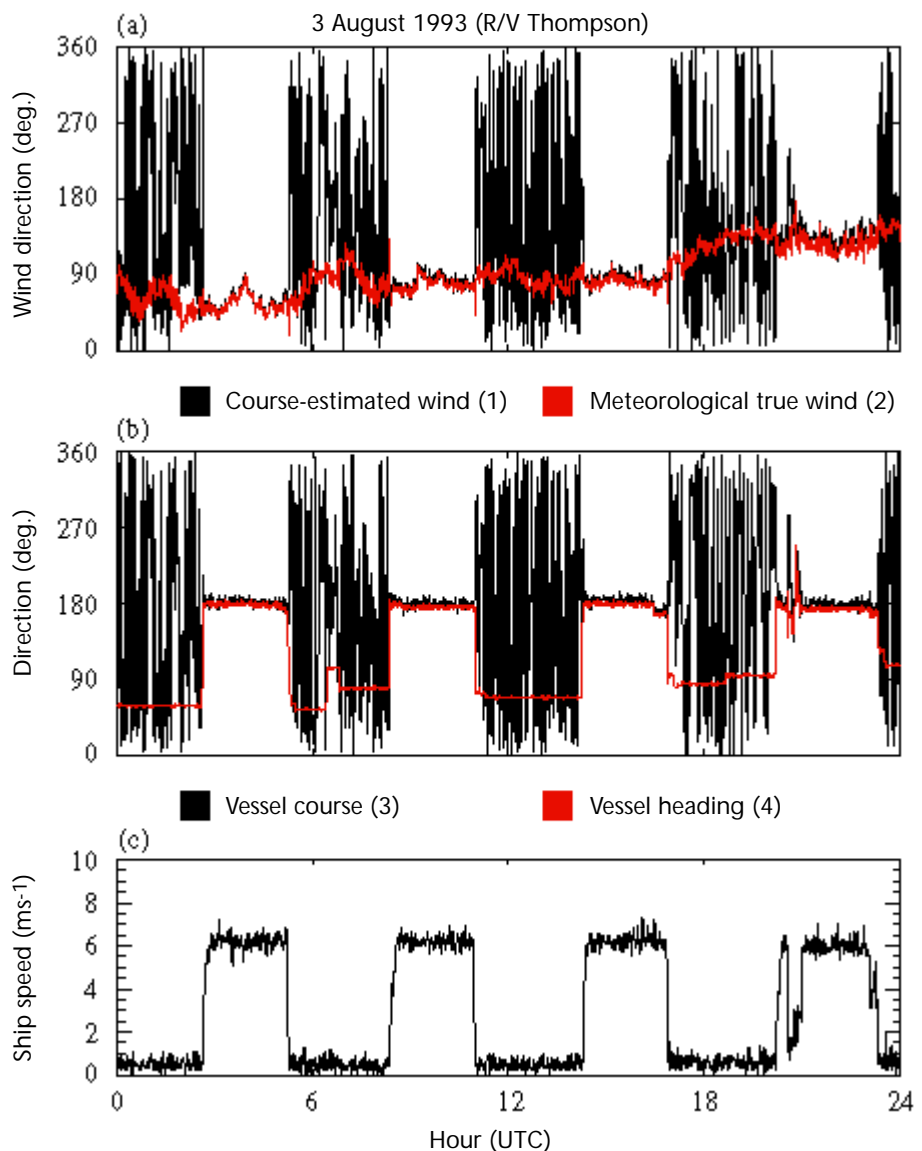 (a)
3 August 1993 (R/V Thompson)
Wind direction (deg.)
360
270
180
90
0
Course-estimated wind (1)
Meteorological true wind (2)
(b)
Direction (deg.)
360
270
180
90
0
Vessel course (3)
Vessel heading (4)
(c)
Ship speed (ms-1)
10
8
6
4
2
0
0 6 12 18 24
Hour (UTC)